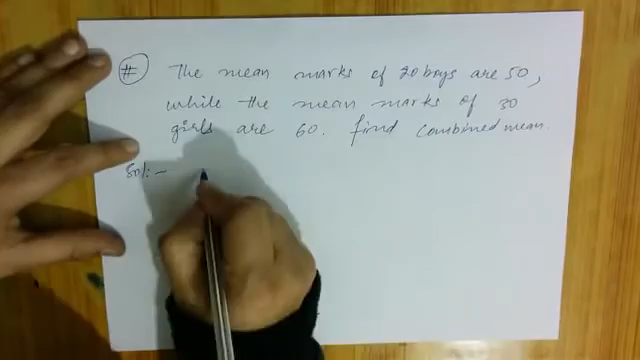 # The mean marks of 20 boys are 50,
while the mean marks of 30
girls are 60. find combined mean.
Sol:-